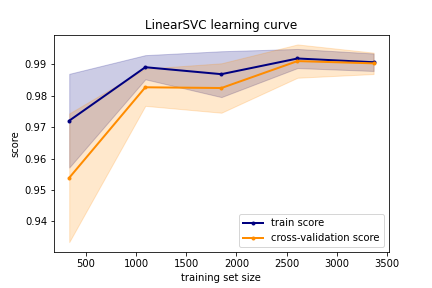 LinearSVC learning curve
score
0.99
0.98
0.97
0.96
0.95
0.94
train score
cross-validation score
500 1000 1500 2000 2500 3000 3500
training set size